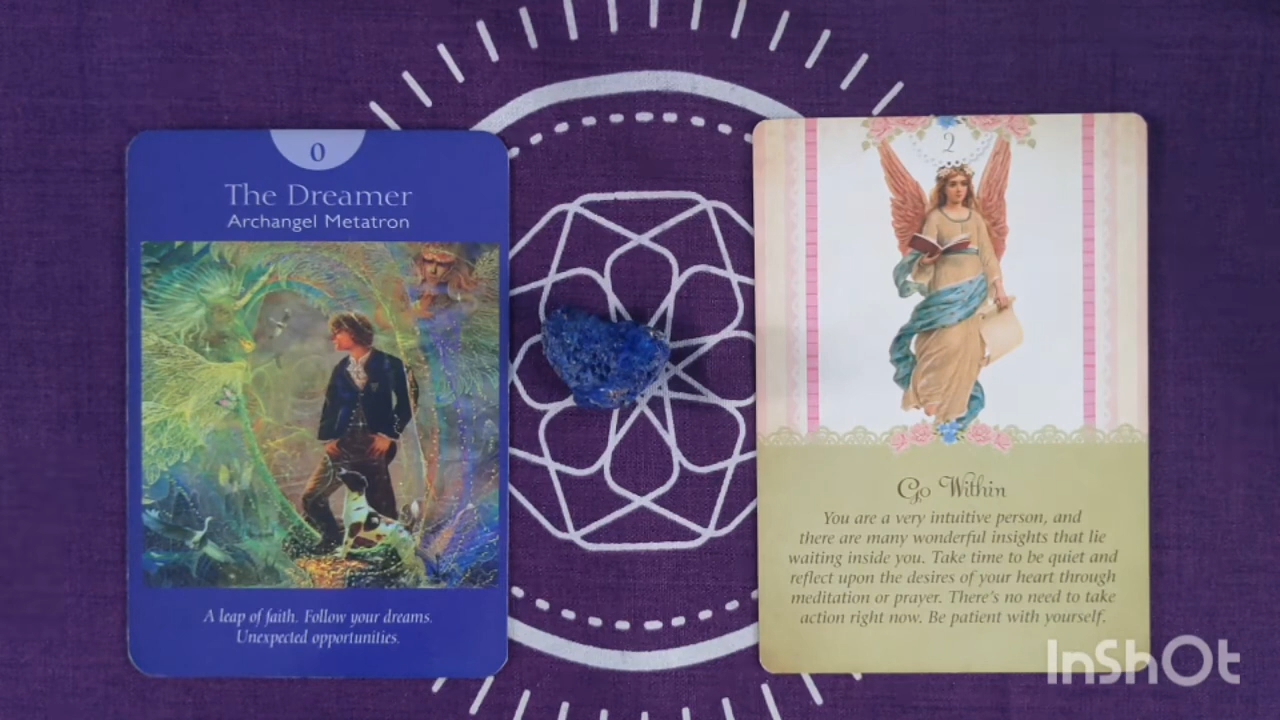 0
The Dreamer
Archangel Metatron
A leap of faith. Follow your dreams.
Unexpected opportunities.
2
Go Within
You are a very intuitive person, and
there are many wonderful insights that lie
waiting inside you. Take time to be quiet and
reflect upon the desires of your heart through
meditation or prayer. There's no need to take
action right now. Be patient with yourself.
InShOt